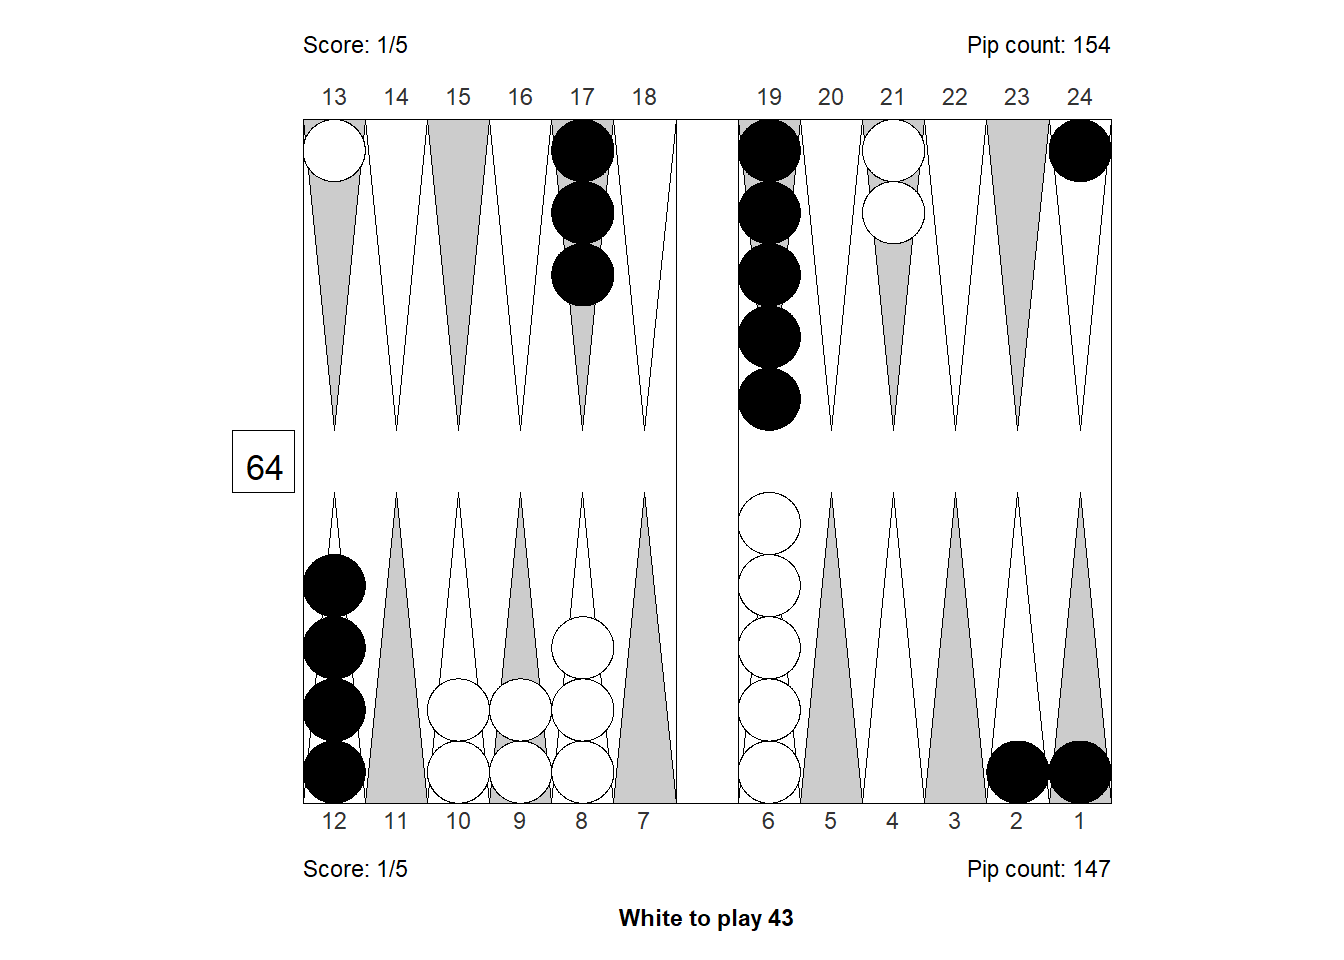 Score: 1/5 Pip count: 154
13 14 15 16 17 18 19 20 21 22 23 24
64
12 11 10 9 8 7 6 5 4 3 2 1
Score: 1/5 Pip count: 147
White to play 43